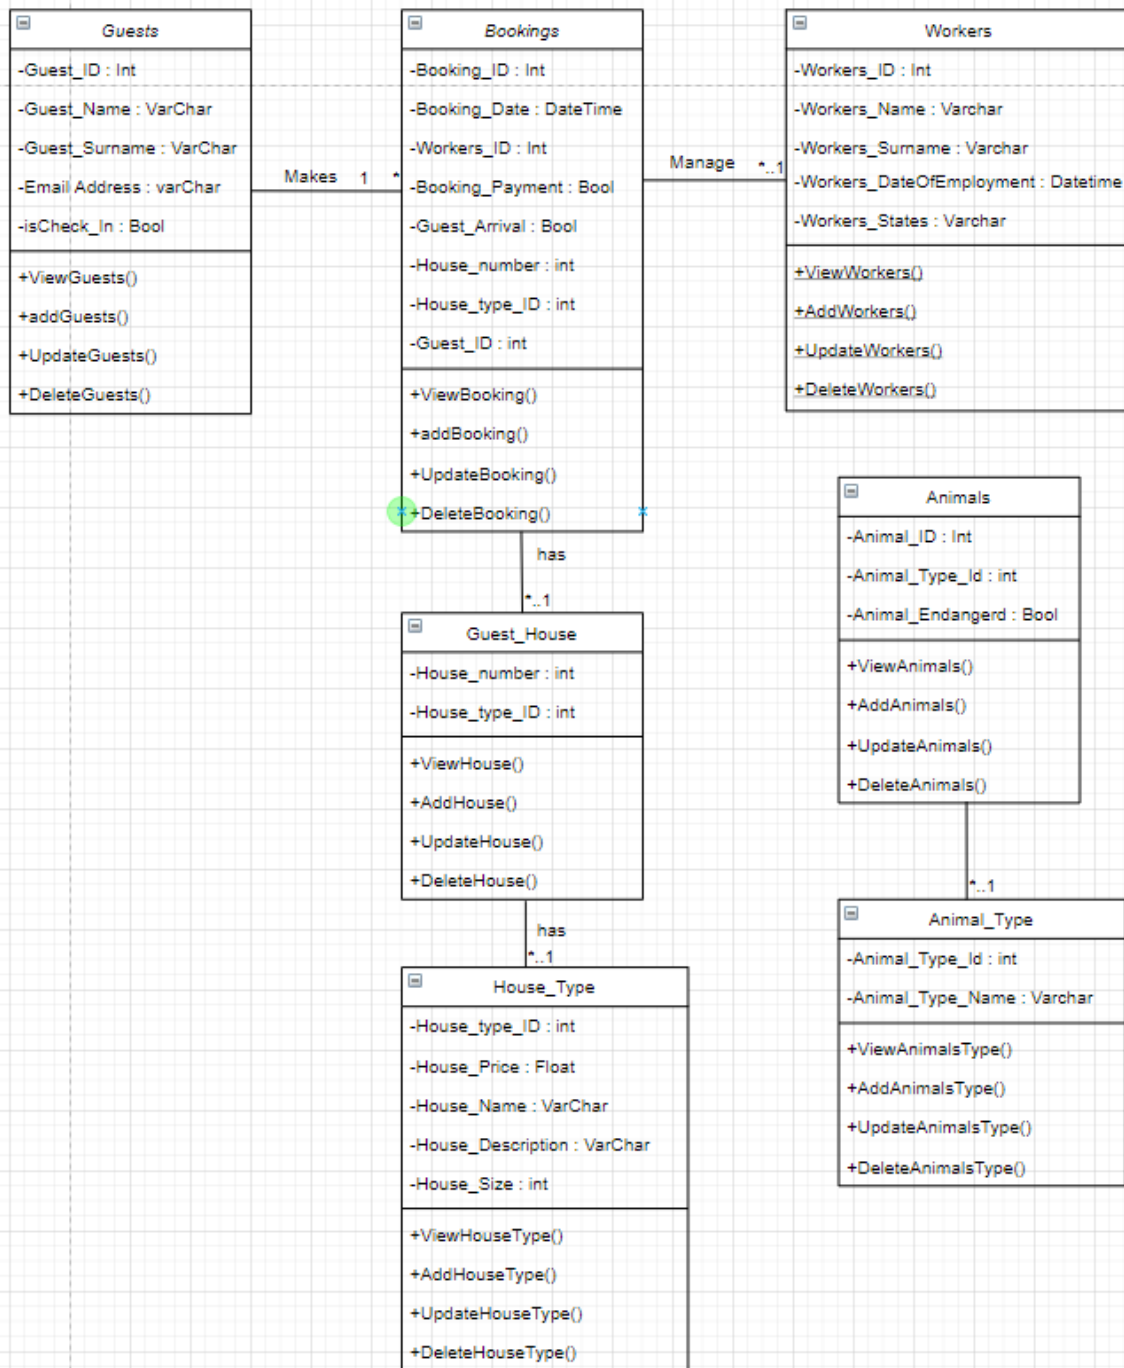 Guests
-Guest_ID : Int
-Guest_Name : VarChar
-Guest_Surname : VarChar
-Email Address : varChar
-isCheck_In : Bool
+ViewGuests()
+addGuests()
+UpdateGuests()
+DeleteGuests()
Makes 1 *
Bookings
-Booking_ID : Int
-Booking_Date : DateTime
-Workers_ID : Int
-Booking_Payment : Bool
-Guest_Arrival : Bool
-House_number : int
-House_type_ID : int
-Guest_ID : int
+ViewBooking()
+addBooking()
+UpdateBooking()
+DeleteBooking()
Manage *..1
Workers
-Workers_ID : Int
-Workers_Name : Varchar
-Workers_Surname : Varchar
-Workers_DateOfEmployment : Datetime
-Workers_States : Varchar
+ViewWorkers()
+AddWorkers()
+UpdateWorkers()
+DeleteWorkers()
has
*..1
Guest_House
-House_number : int
-House_type_ID : int
+ViewHouse()
+AddHouse()
+UpdateHouse()
+DeleteHouse()
has
*..1
House_Type
-House_type_ID : int
-House_Price : Float
-House_Name : VarChar
-House_Description : VarChar
-House_Size : int
+ViewHouseType()
+AddHouseType()
+UpdateHouseType()
+DeleteHouseType()
Animals
-Animal_ID : Int
-Animal_Type_Id : int
-Animal_Endangerd : Bool
+ViewAnimals()
+AddAnimals()
+UpdateAnimals()
+DeleteAnimals()
*..1
Animal_Type
-Animal_Type_Id : int
-Animal_Type_Name : Varchar
+ViewAnimalsType()
+AddAnimalsType()
+UpdateAnimalsType()
+DeleteAnimalsType()